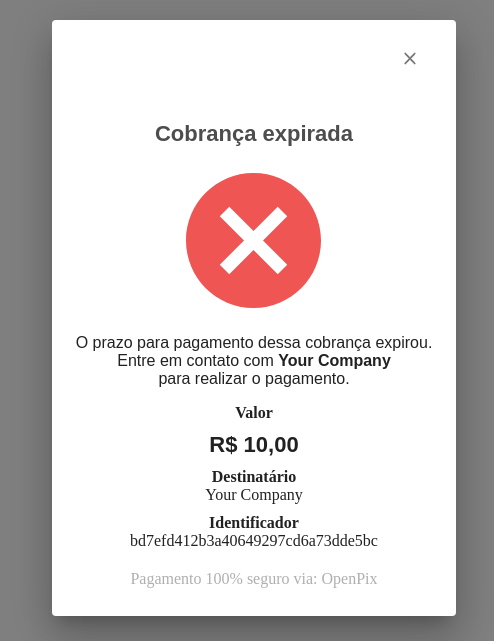 Cobrança expirada
O prazo para pagamento dessa cobrança expirou.
Entre em contato com Your Company
para realizar o pagamento.
Valor
R$ 10,00
Destinatário
Your Company
Identificador
bd7efd412b3a40649297cd6a73dde5bc
Pagamento 100% seguro via: OpenPix